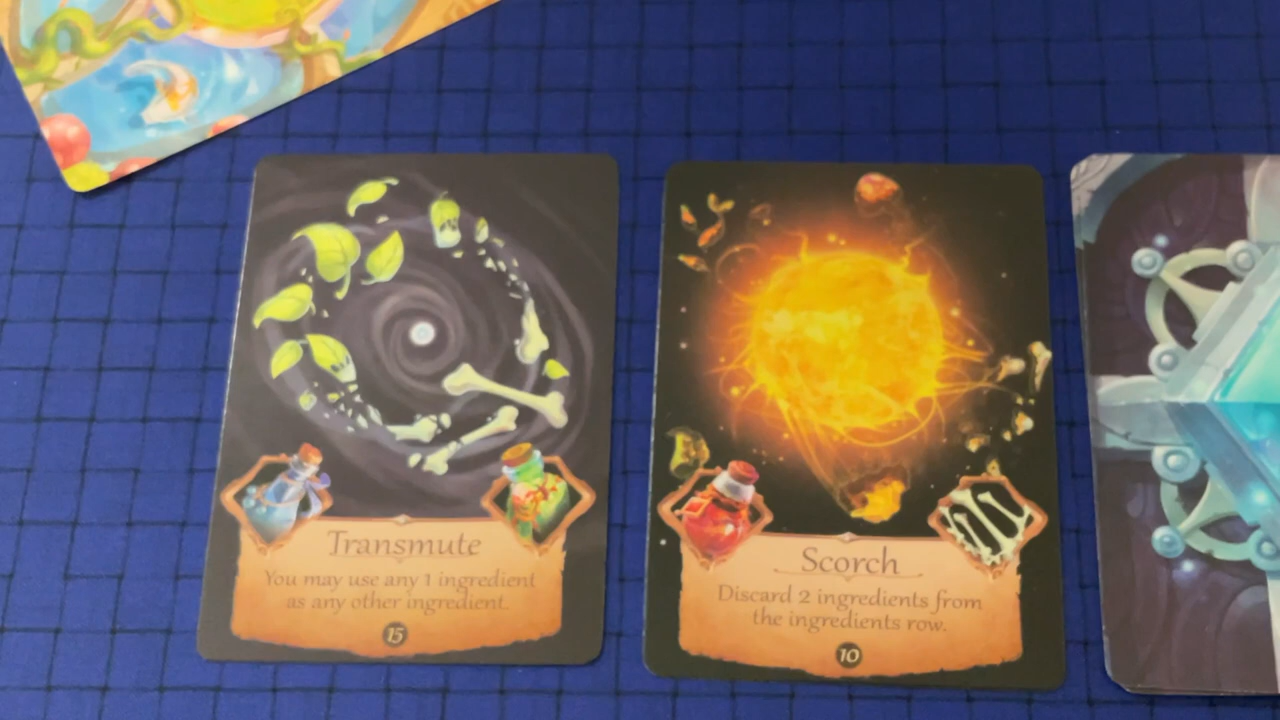 Transmute
You may use any 1 ingredient
as any other ingredient.
15
Scorch
Discard 2 ingredients from
the ingredients row.
10